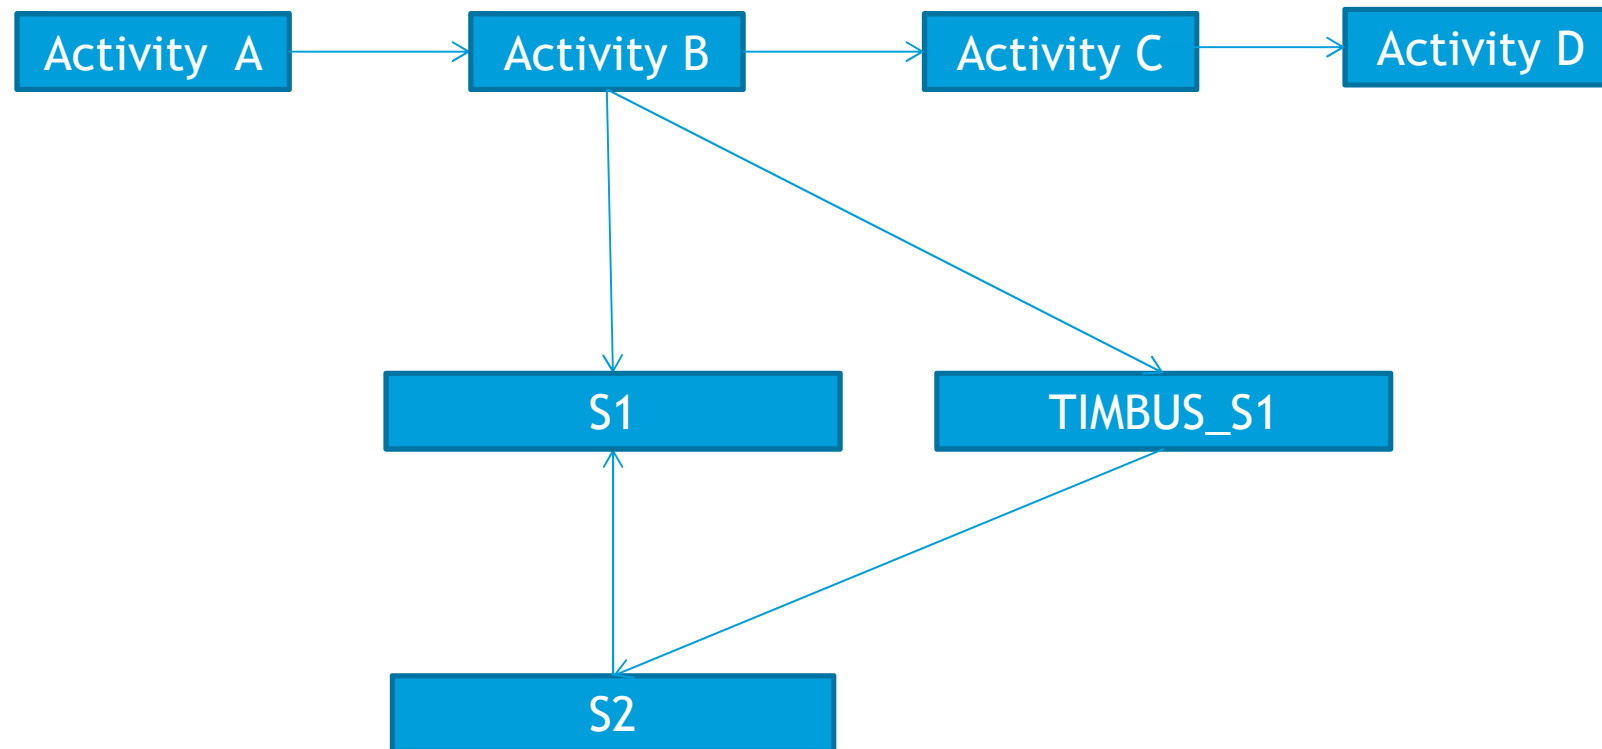 Activity A
Activity B
Activity C
Activity D
S1
TIMBUS_S1
S2